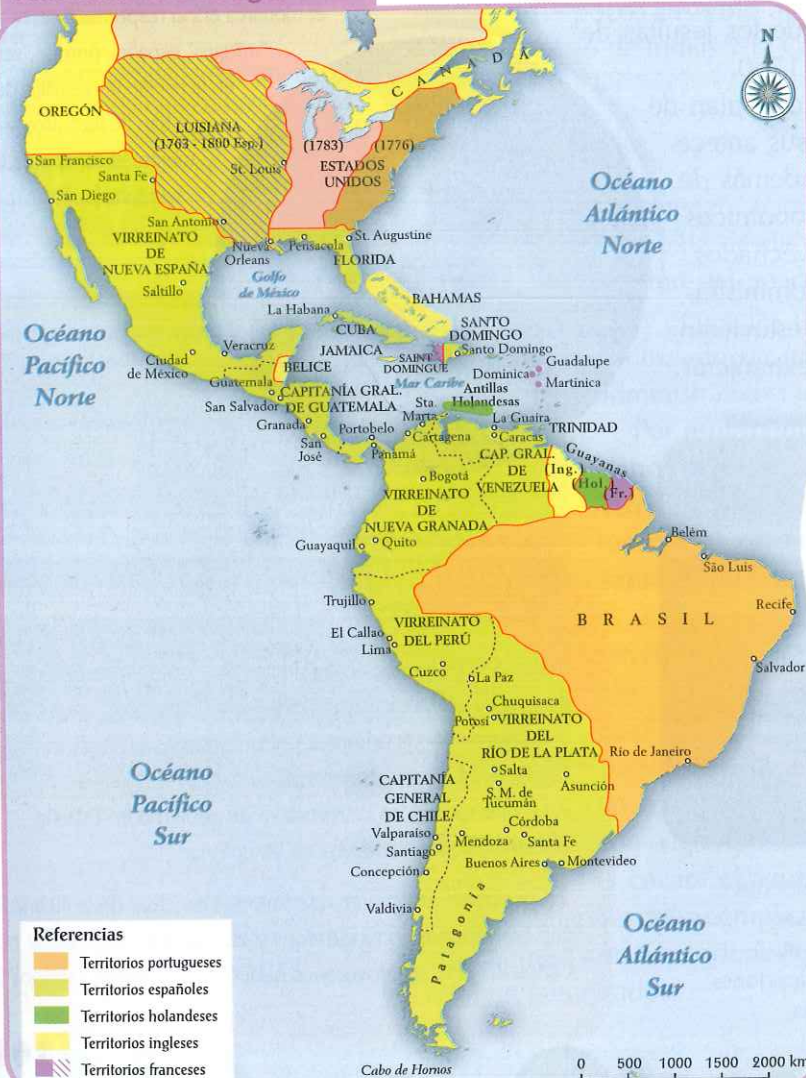 N
CANADÁ
OREGÓN
LUISIANA
(1763 - 1800 Esp.)
(1783)
(1776)
ESTADOS
UNIDOS
San Francisco
Santa Fe
St. Louis
San Diego
San Antonio
VIRREINATO
DE
NUEVA ESPAÑA
Saltillo
Nueva
Orleans
Pensacola
St. Augustine
FLORIDA
Golfo
de México
Océano
Atlántico
Norte
BAHAMAS
La Habana
CUBA
SANTO
DOMINGO
Santo Domingo
JAMAICA
SAINT
DOMINGUE
Guadalupe
Dominica
Martinica
Mar Caribe
Antillas
Holandesas
Océano
Pacífico
Norte
Ciudad
de México
Veracruz
BELICE
Guatemala
CAPITANÍA GRAL.
DE GUATEMALA
San Salvador
Granada
San
José
Portobelo
Panamá
Sta.
Marta
Cartagena
La Guaira
Caracas
TRINIDAD
CAP. GRAL.
DE
VENEZUELA
Guayanas
(Ing.)
(Hol.)
(Fr.)
Bogotá
VIRREINATO
DE
NUEVA GRANADA
Guayaquil
Quito
Belém
São Luis
Recife
BRASIL
Salvador
Trujillo
VIRREINATO
DEL PERÚ
El Callao
Lima
Cuzco
La Paz
Chuquisaca
Potosí
VIRREINATO
DEL
RÍO DE LA PLATA
Río de Janeiro
Salta
Asunción
S. M. de
Tucumán
CAPITANÍA
GENERAL
DE CHILE
Córdoba
Valparaíso
Mendoza
Santa Fe
Santiago
Buenos Aires
Montevideo
Concepción
Valdivia
Patagonia
Océano
Pacífico
Sur
Océano
Atlántico
Sur
Referencias
Territorios portugueses
Territorios españoles
Territorios holandeses
Territorios ingleses
Territorios franceses
Cabo de Hornos
0 500 1000 1500 2000 km